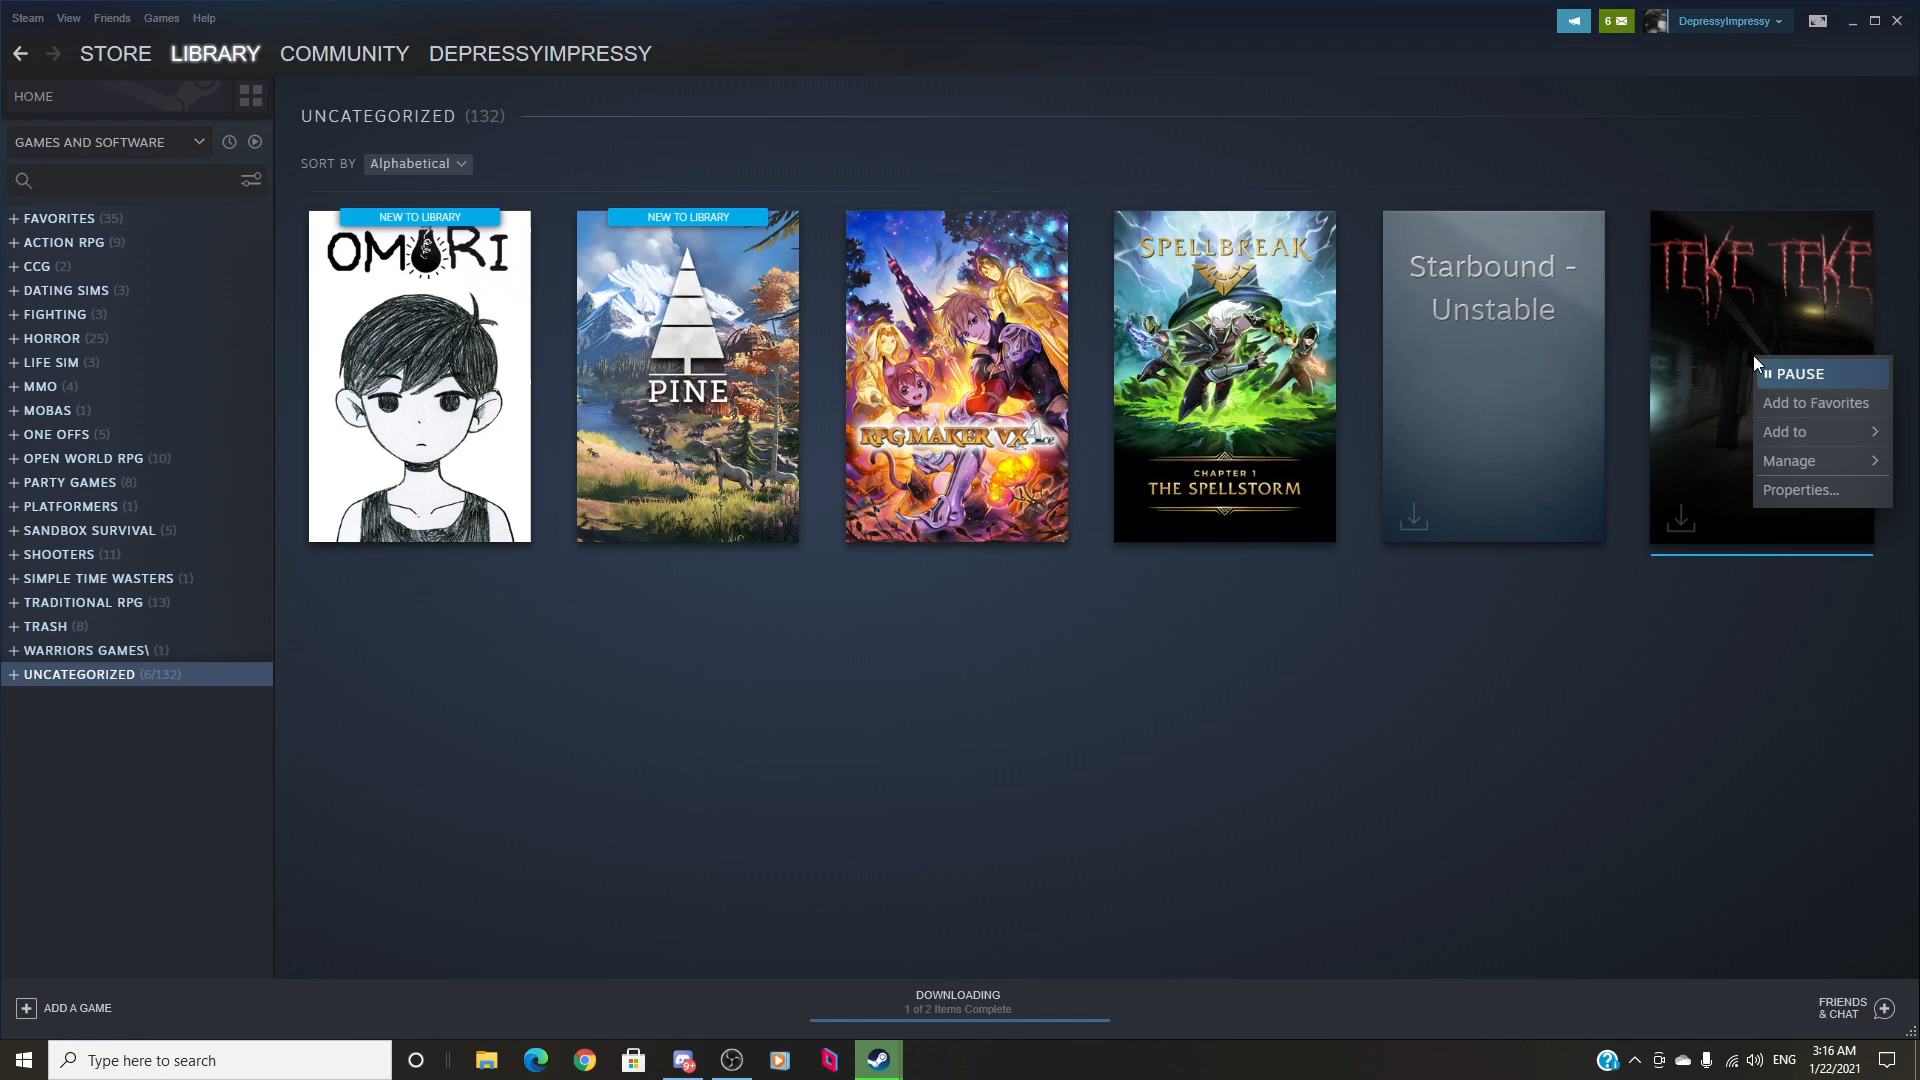 Steam View Friends Games Help
6
DepressyImpressy
STORE LIBRARY COMMUNITY DEPRESSYIMPRESSY
HOME
GAMES AND SOFTWARE
+ FAVORITES (35)
+ ACTION RPG (9)
+ CCG (2)
+ DATING SIMS (3)
+ FIGHTING (3)
+ HORROR (25)
+ LIFE SIM (3)
+ MMO (4)
+ MOBAS (1)
+ ONE OFFS (5)
+ OPEN WORLD RPG (10)
+ PARTY GAMES (8)
+ PLATFORMERS (1)
+ SANDBOX SURVIVAL (5)
+ SHOOTERS (11)
+ SIMPLE TIME WASTERS (1)
+ TRADITIONAL RPG (13)
+ TRASH (8)
+ WARRIORS GAMES\ (1)
+ UNCATEGORIZED (6/132)
UNCATEGORIZED (132)
SORT BY Alphabetical
NEW TO LIBRARY
OMORI
NEW TO LIBRARY
PINE
RPG MAKER VX Ace
SPELLBREAK
CHAPTER 1
THE SPELLSTORM
Starbound -
Unstable
TEKE TEKE
PAUSE
Add to Favorites
Add to
Manage
Properties...
ADD A GAME
DOWNLOADING
1 of 2 Items Complete
FRIENDS
& CHAT
Type here to search
9+
ENG
3:16 AM
1/22/2021